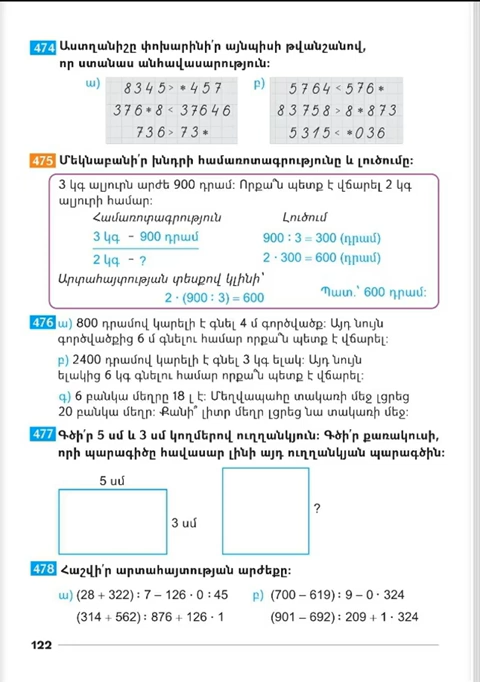 474 Աստղանիշը փոխարինի՛ր այնպիսի թվանշանով,
որ ստանաս անհավասարություն:
ա) 8345 > *457
376*8 < 37646
736 > 73*
բ) 5764 < 576*
83758 > 8*873
5315 < *036
475 Մեկնաբանի՛ր խնդրի համառոտագրությունը և լուծումը:
3 կգ ալյուրն արժե 900 դրամ: Որքա՞ն պետք է վճարել 2 կգ
ալյուրի համար:
Համառոտագրություն Լուծում
3 կգ - 900 դրամ 900 : 3 = 300 (դրամ)
2 կգ - ? 2 · 300 = 600 (դրամ)
Արտահայտության տեսքով կլինի՝
2 · (900 : 3) = 600 Պատ.՝ 600 դրամ:
476 ա) 800 դրամով կարելի է գնել 4 մ գործվածք: Այդ նույն
գործվածքից 6 մ գնելու համար որքա՞ն պետք է վճարել:
բ) 2400 դրամով կարելի է գնել 3 կգ ելակ: Այդ նույն
ելակից 6 կգ գնելու համար որքա՞ն պետք է վճարել:
գ) 6 բանկա մեղրը 18 լ է: Մեղվապահը տակառի մեջ լցրեց
20 բանկա մեղր: Քանի՞ լիտր մեղր լցրեց նա տակառի մեջ:
477 Գծի՛ր 5 սմ և 3 սմ կողմերով ուղղանկյուն: Գծի՛ր քառակուսի,
որի պարագիծը հավասար լինի այդ ուղղանկյան պարագծին:
5 սմ
3 սմ
?
478 Հաշվի՛ր արտահայտության արժեքը:
ա) (28 + 322) : 7 – 126 · 0 : 45 բ) (700 – 619) : 9 – 0 · 324
(314 + 562) : 876 + 126 · 1 (901 – 692) : 209 + 1 · 324
122